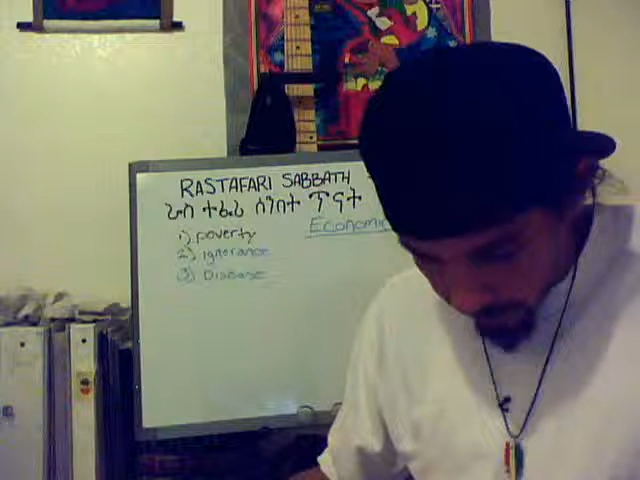 RASTAFARI SABBATH
ራስ ተፈሪ ሰንበት ጥናት
Economic
1) poverty
2) Ignorance
3) Disease